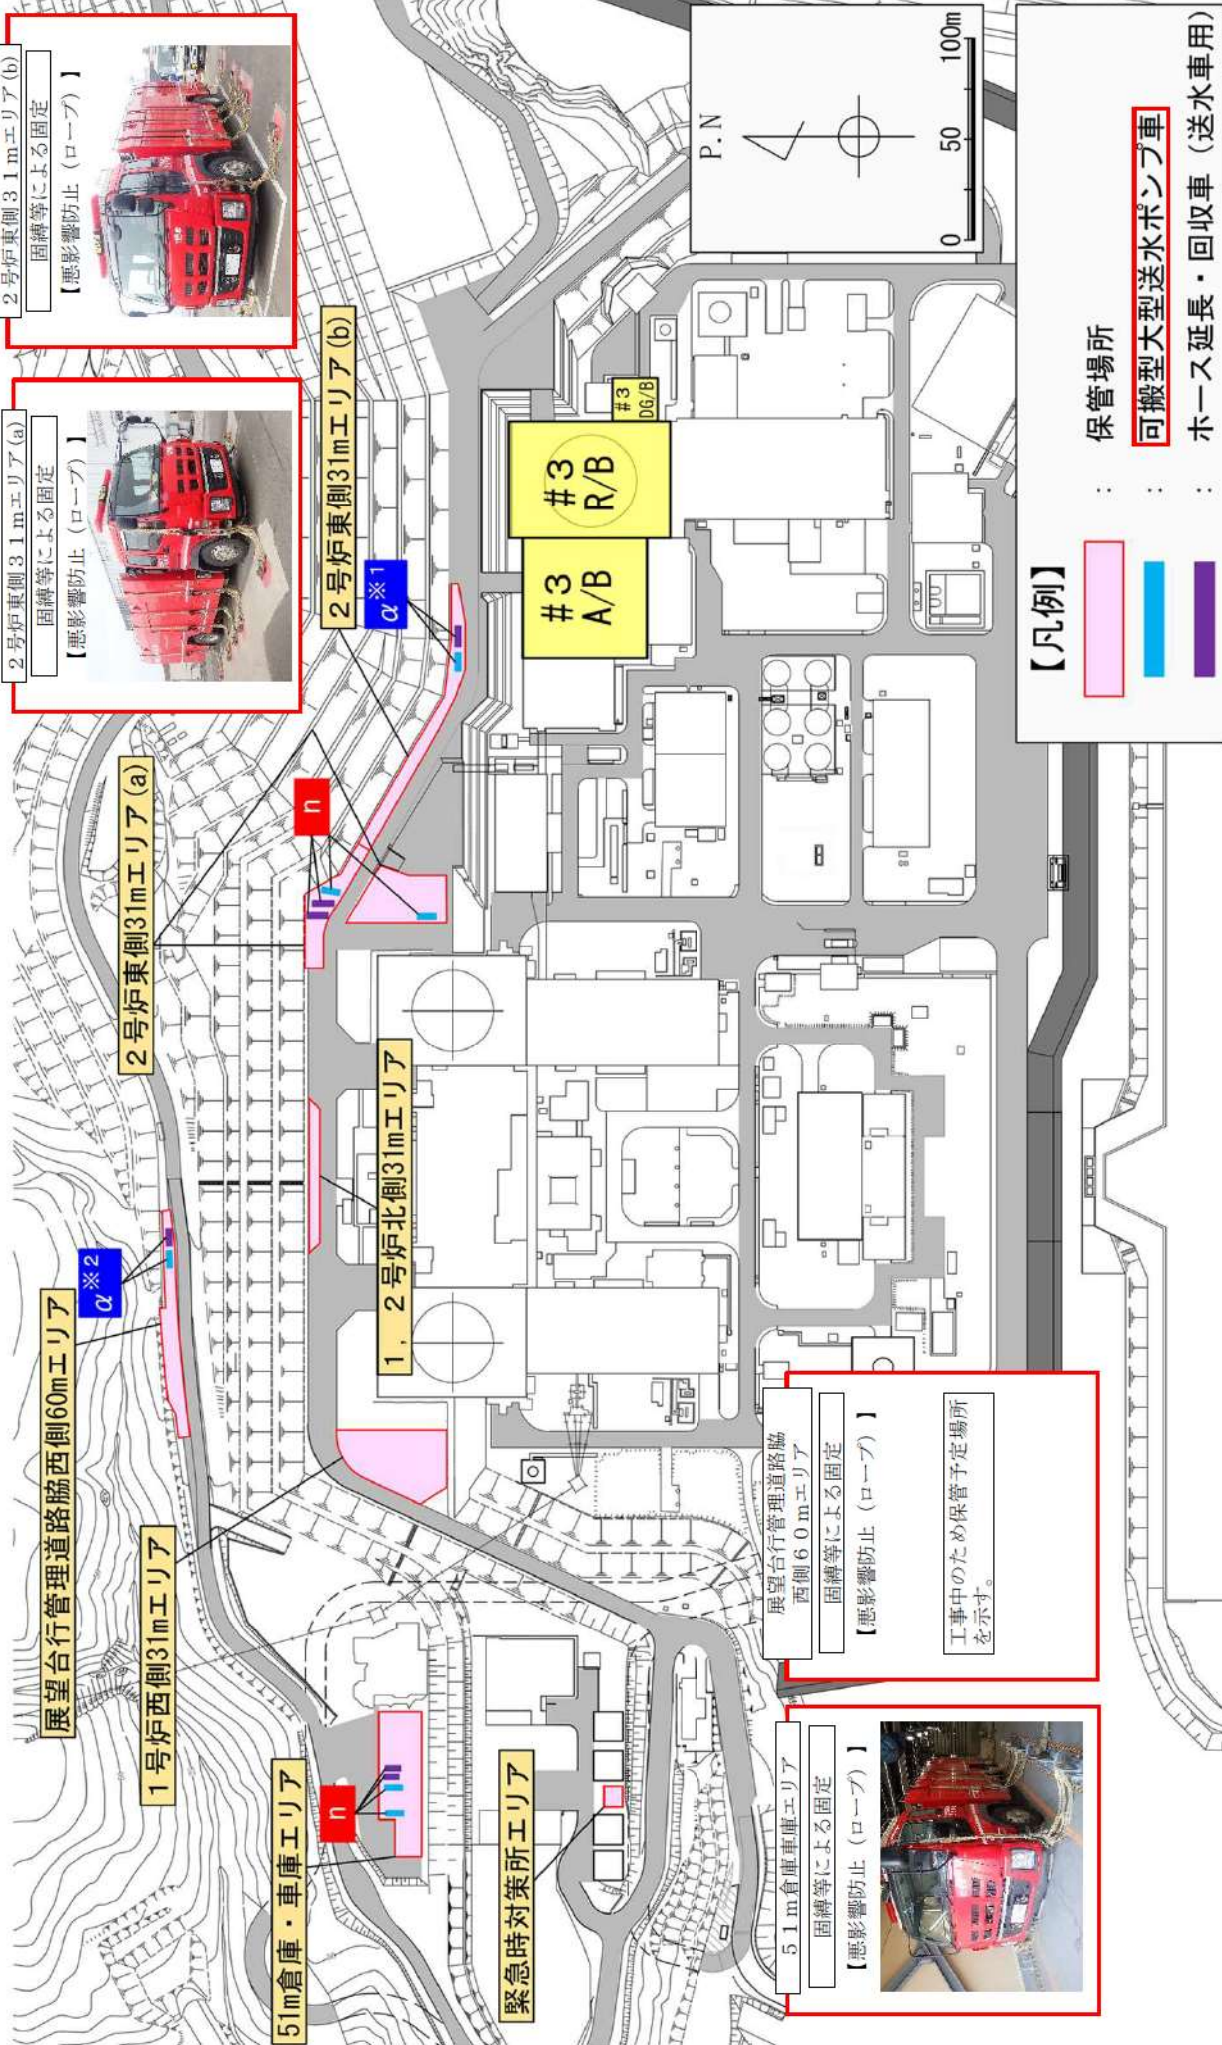 51m倉庫・車庫エリア
n
展望台行管理道路脇西側60mエリア
α※2
1号炉西側31mエリア
緊急時対策所エリア
1，2号炉北側31mエリア
2号炉東側31mエリア(a)
n
2号炉東側31mエリア(b)
α※1
2号炉東側31mエリア(a)
固縛等による固定
【悪影響防止（ロープ）】
2号炉東側31mエリア(b)
固縛等による固定
【悪影響防止（ロープ）】
#3
A/B
#3
R/B
#3
DG/B
P.N
0
50
100m
51m倉庫車庫エリア
固縛等による固定
【悪影響防止（ロープ）】
展望台行管理道路脇
西側60mエリア
固縛等による固定
【悪影響防止（ロープ）】
工事中のため保管予定場所
を示す。
【凡例】
：保管場所
：可搬型大型送水ポンプ車
：ホース延長・回収車（送水車用）